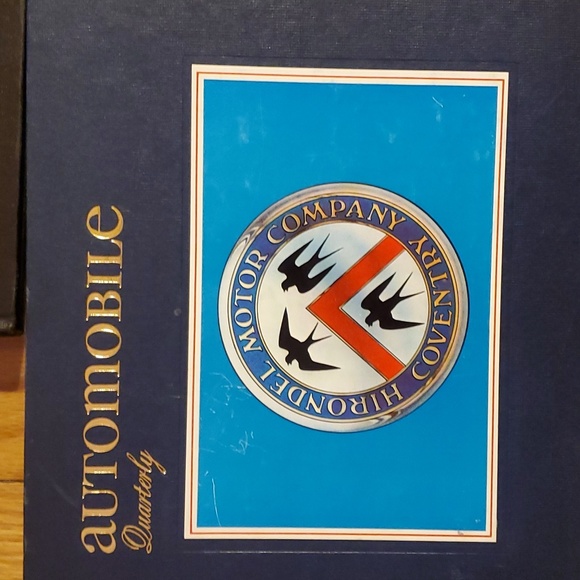 aUTOMOBILE
Quarterly
HIRONDEL MOTOR COMPANY COVENTRY